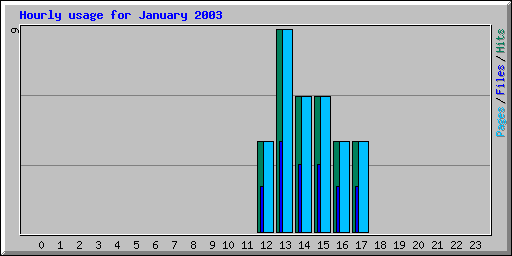 Hourly usage for January 2003
9
Pages/Files/Hits
0 1 2 3 4 5 6 7 8 9 10 11 12 13 14 15 16 17 18 19 20 21 22 23